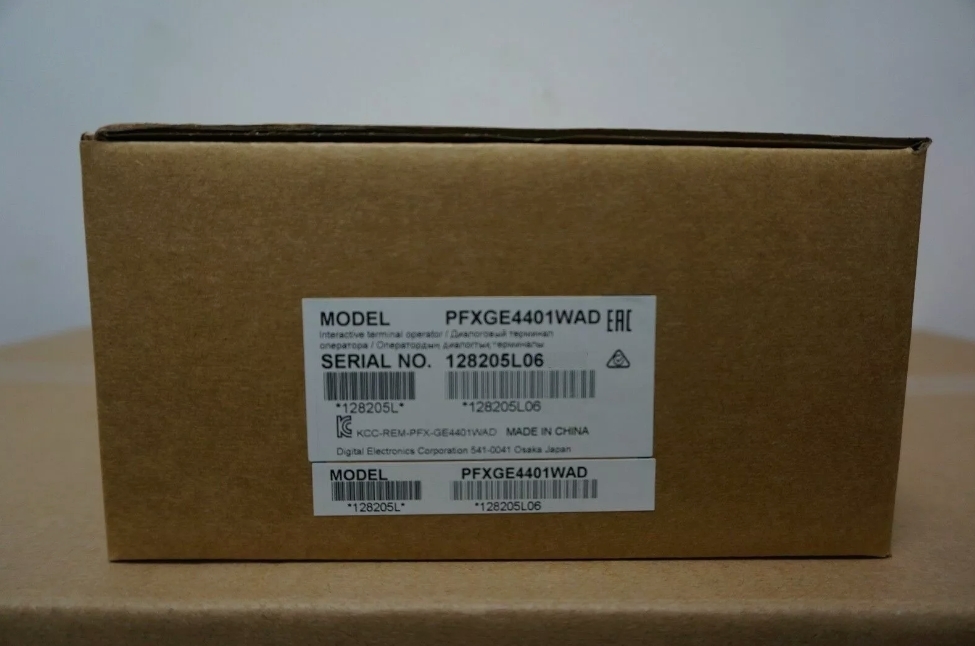 MODEL PFXGE4401WAD EAC
Interactive terminal operator / Диалоговый терминал
оператора / Оператордың диалогтық терминалы
SERIAL NO. 128205L06
*128205L* *128205L06
KC KCC-REM-PFX-GE4401WAD MADE IN CHINA
Digital Electronics Corporation 541-0041 Osaka Japan
MODEL PFXGE4401WAD
*128205L* *128205L06